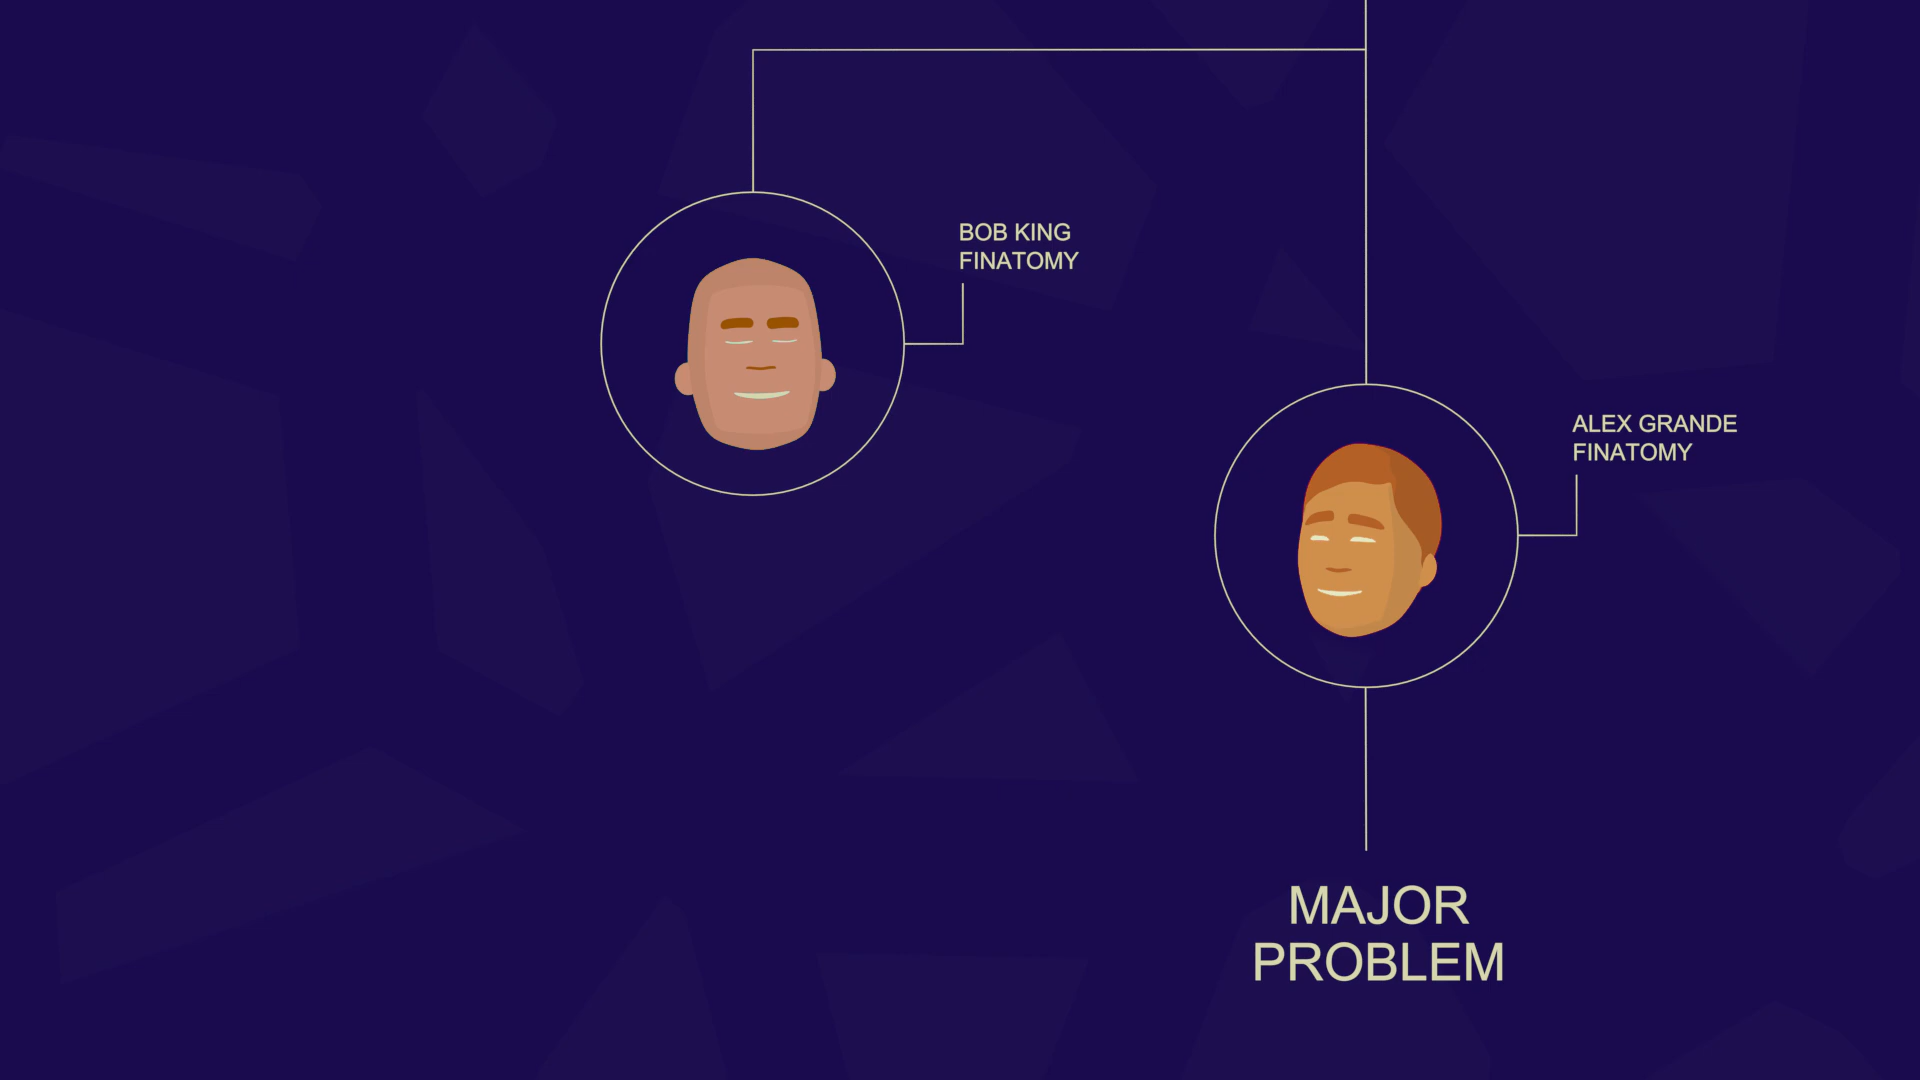 BOB KING
FINATOMY
ALEX GRANDE
FINATOMY
MAJOR
PROBLEM